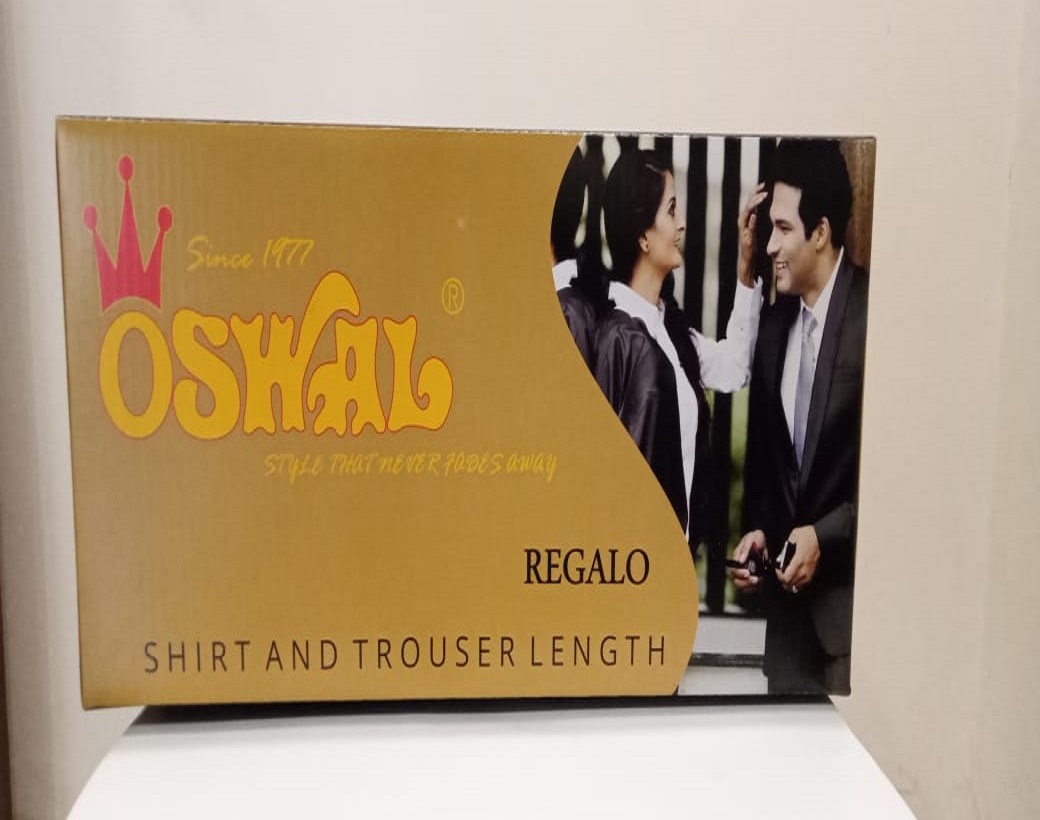 Since 1977
OSWAL®
STYLE THAT NEVER FADES AWAY
REGALO
SHIRT AND TROUSER LENGTH